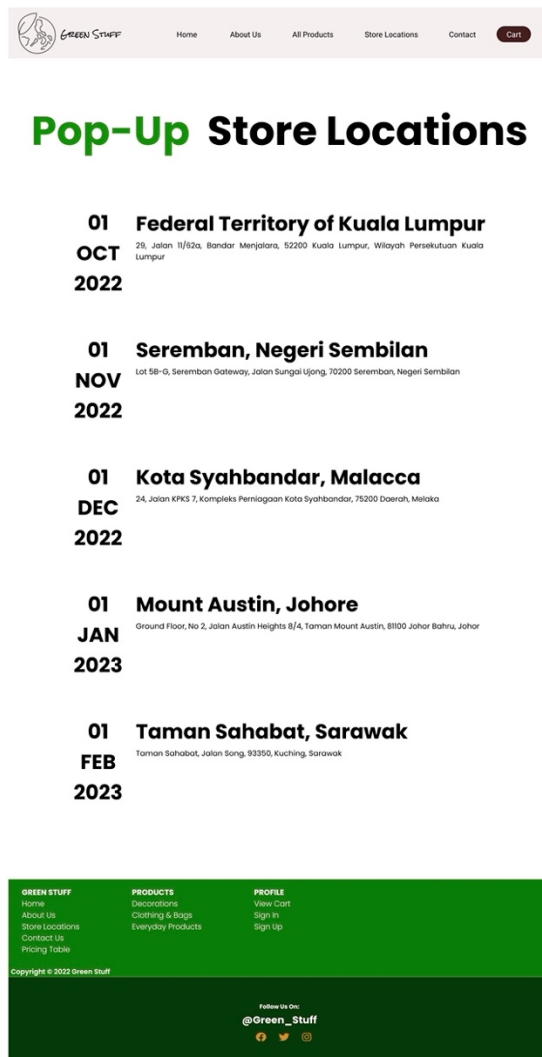 GREEN STUFF
Home About Us All Products Store Locations Contact Cart
Pop-Up Store Locations
01
OCT
2022
Federal Territory of Kuala Lumpur
29, Jalan 11/62a, Bandar Menjalara, 52200 Kuala Lumpur, Wilayah Persekutuan Kuala
Lumpur
01
NOV
2022
Seremban, Negeri Sembilan
Lot 5B-G, Seremban Gateway, Jalan Sungai Ujong, 70200 Seremban, Negeri Sembilan
01
DEC
2022
Kota Syahbandar, Malacca
24, Jalan KPKS 7, Kompleks Perniagaan Kota Syahbandar, 75200 Daerah, Melaka
01
JAN
2023
Mount Austin, Johore
Ground Floor, No 2, Jalan Austin Heights 8/4, Taman Mount Austin, 81100 Johor Bahru, Johor
01
FEB
2023
Taman Sahabat, Sarawak
Taman Sahabat, Jalan Song, 93350, Kuching, Sarawak
GREEN STUFF
Home
About Us
Store Locations
Contact Us
Pricing Table
PRODUCTS
Decorations
Clothing & Bags
Everyday Products
PROFILE
View Cart
Sign In
Sign Up
Copyright © 2022 Green Stuff
Follow Us On:
@Green_Stuff